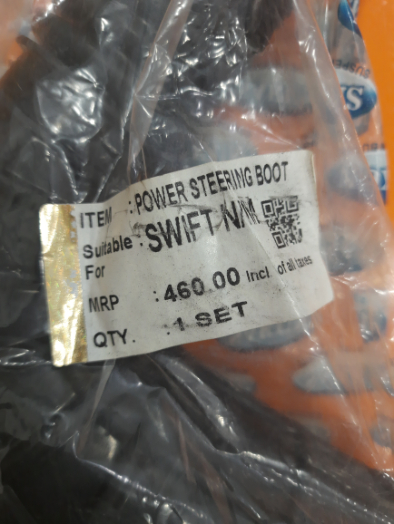 ITEM : POWER STEERING BOOT
Suitable : SWIFT N/M
For
MRP : 460.00 Incl. of all taxes
QTY. : 1 SET